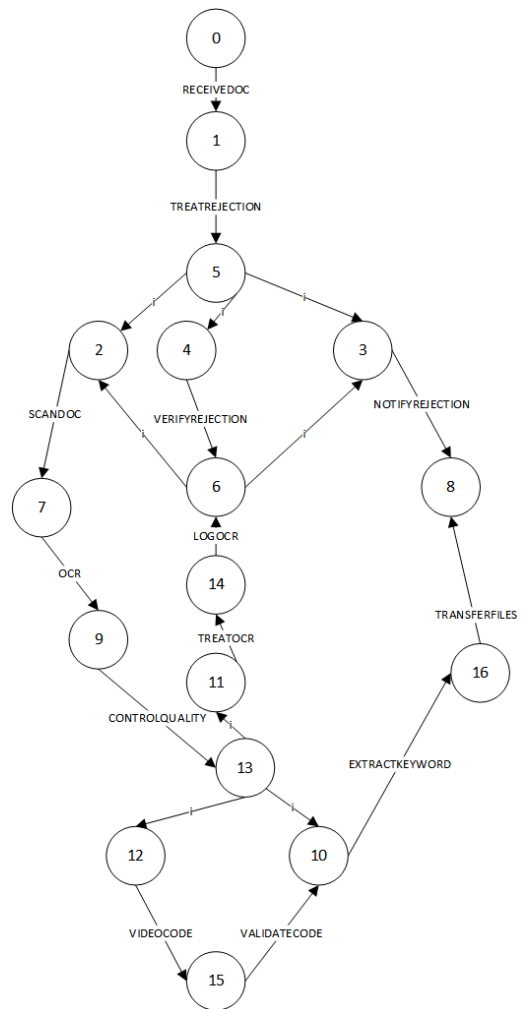 0
RECEIVEDOC
1
TREATREJECTION
5
i
i
i
2
4
3
SCANDOC
VERIFYREJECTION
NOTIFYREJECTION
i
i
6
8
7
LOGOCR
OCR
14
TRANSFERFILES
9
TREATOCR
16
11
CONTROLQUALITY
i
13
EXTRACTKEYWORD
i
i
12
10
VIDEOCODE
VALIDATECODE
15